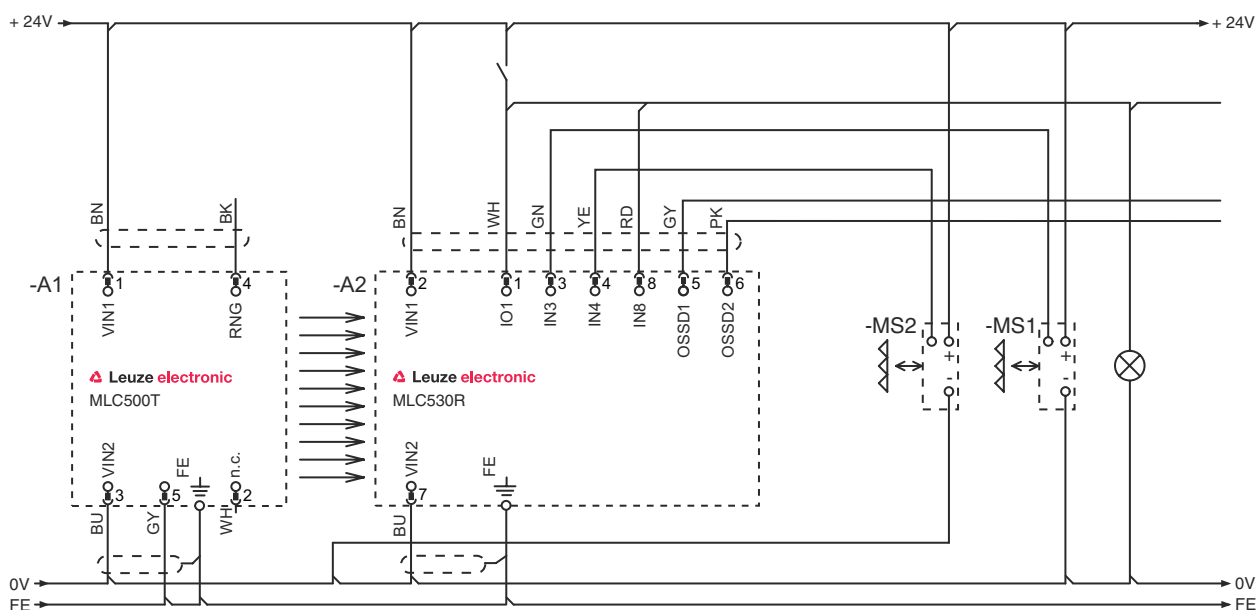 + 24V
+ 24V
BN
BK
BN
WH
GN
YE
RD
GY
PK
-A1
1
4
-A2
2
1
3
4
8
5
6
VIN1
RNG
VIN1
IO1
IN3
IN4
IN8
OSSD1
OSSD2
-MS2
-MS1
+
+
-
-
Leuze electronic
MLC500T
Leuze electronic
MLC530R
VIN2
FE
n.c.
VIN2
FE
3
5
2
7
BU
GY
WH
BU
0V
0V
FE
FE